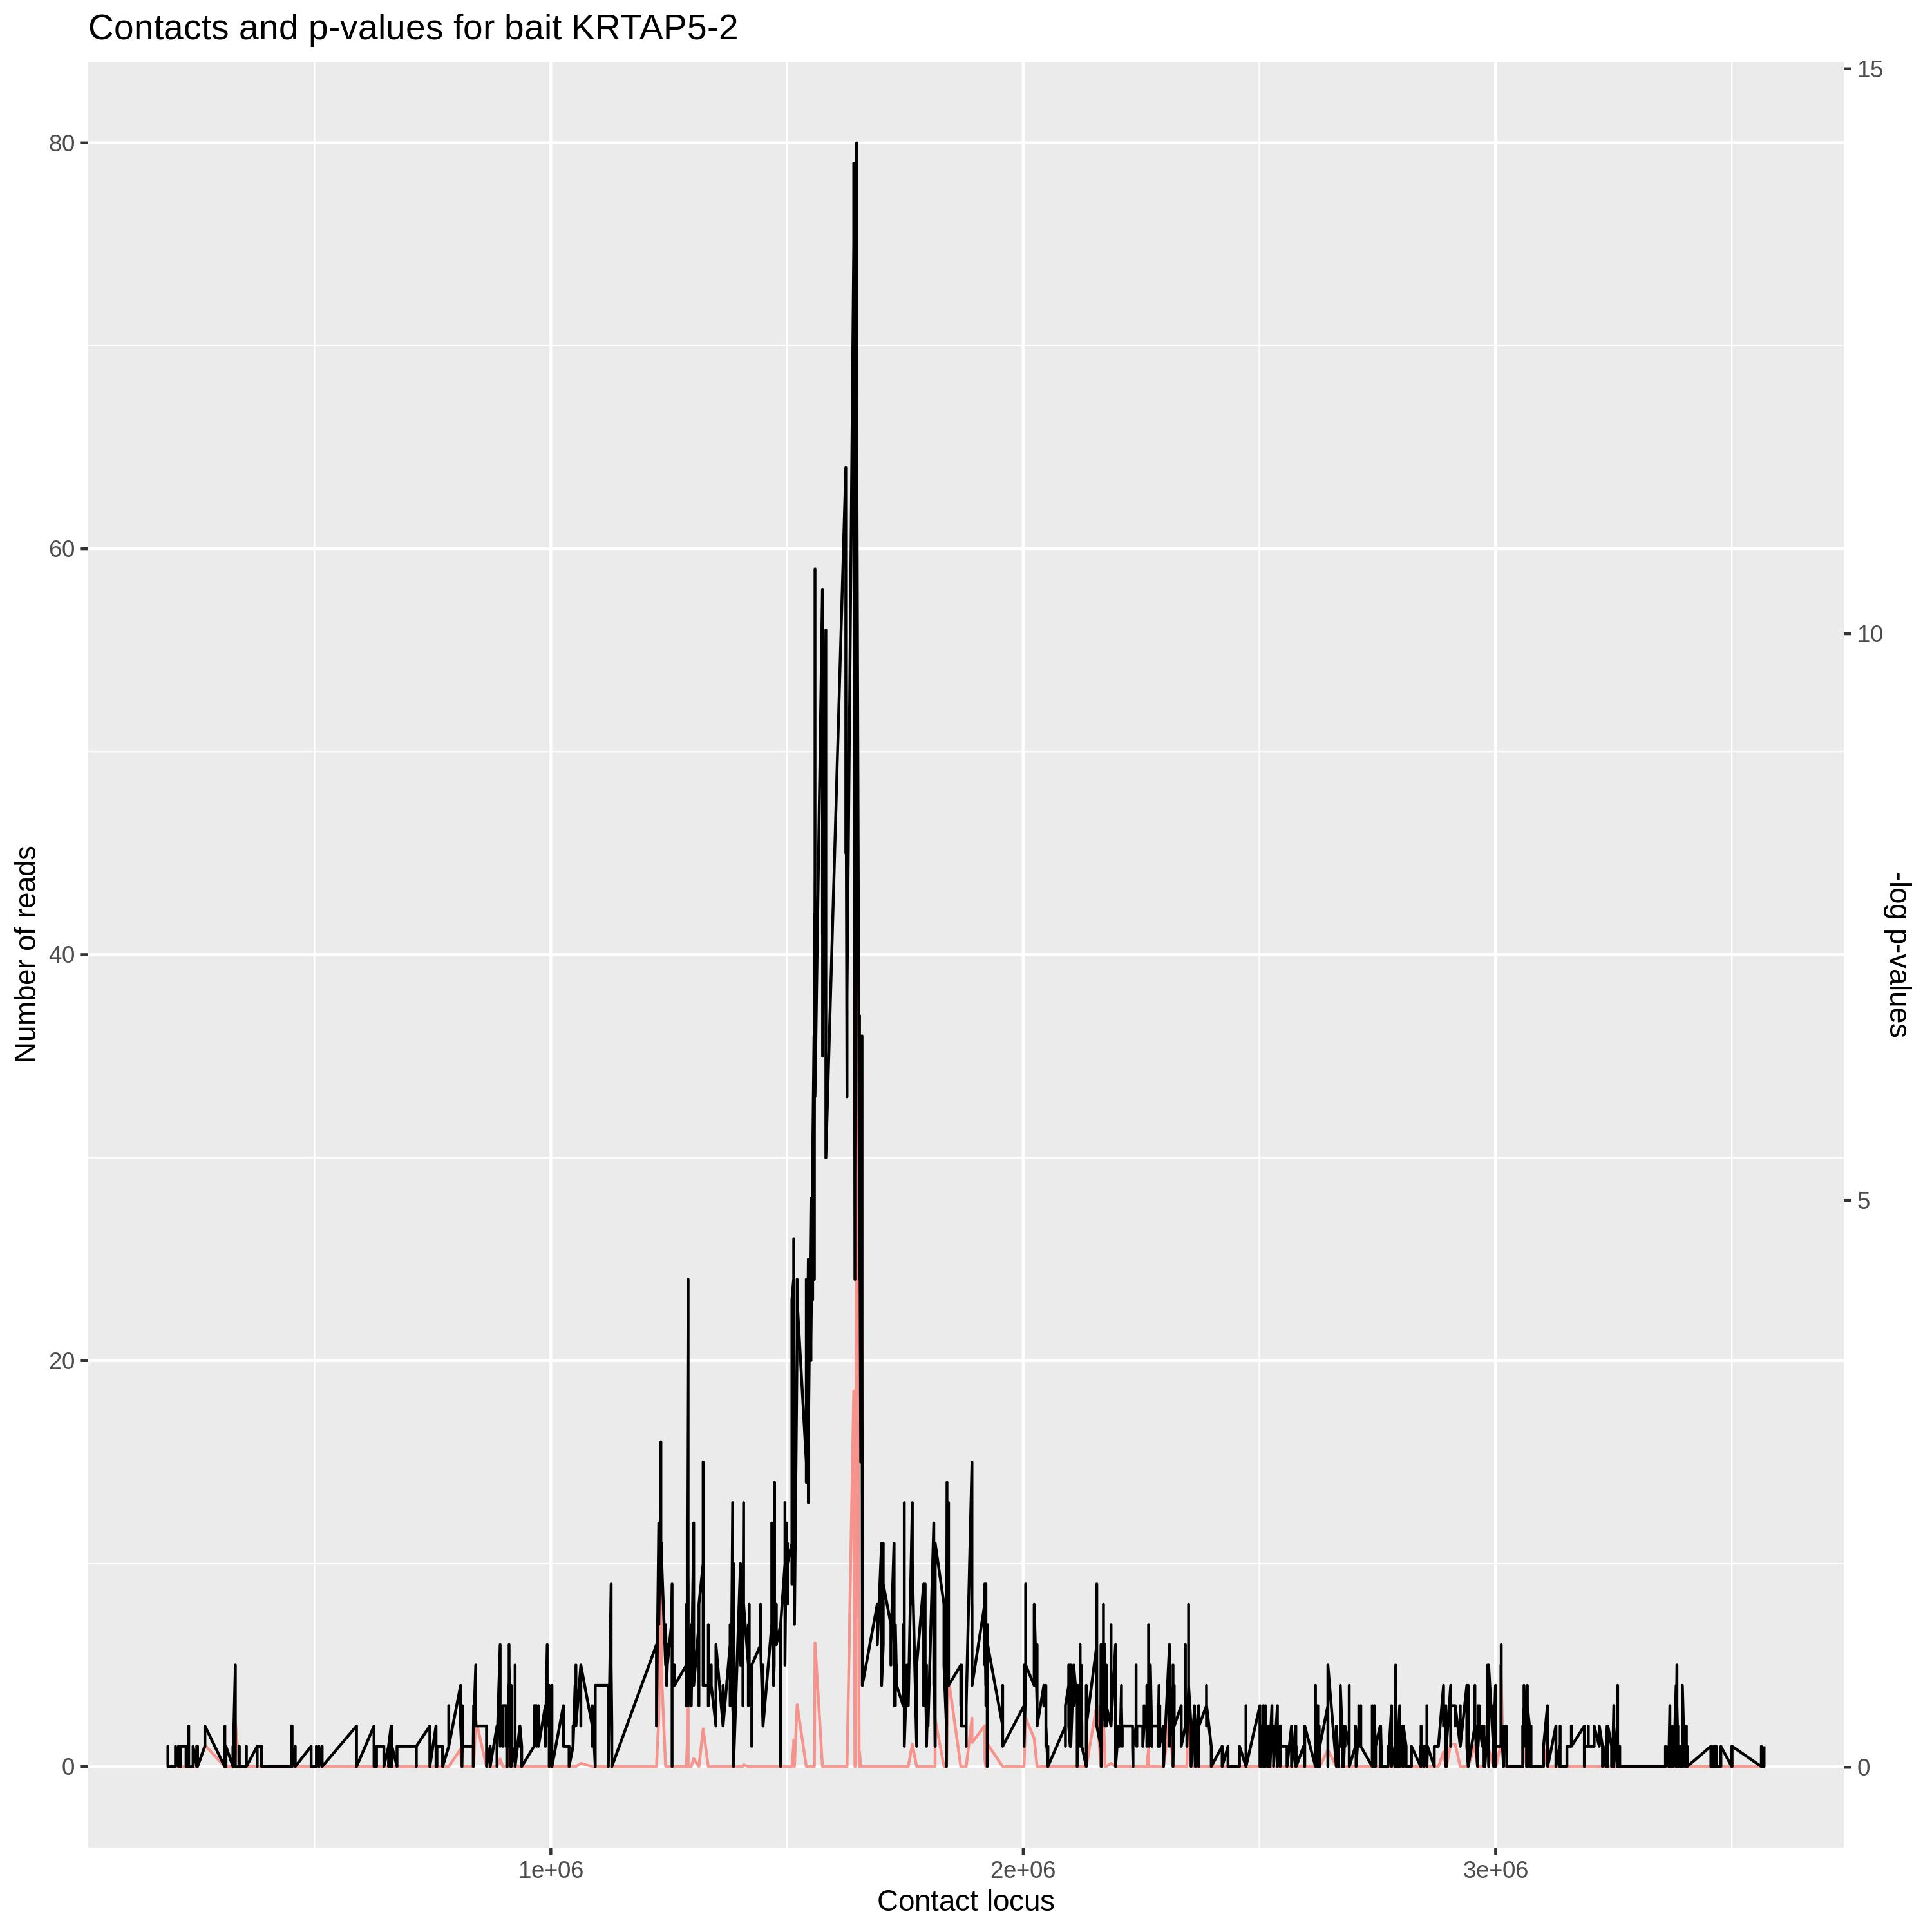 Contacts and p-values for bait KRTAP5-2
15
80
10
60
Number of reads
-log p-values
40
5
20
0
0
1e+06
2e+06
3e+06
Contact locus